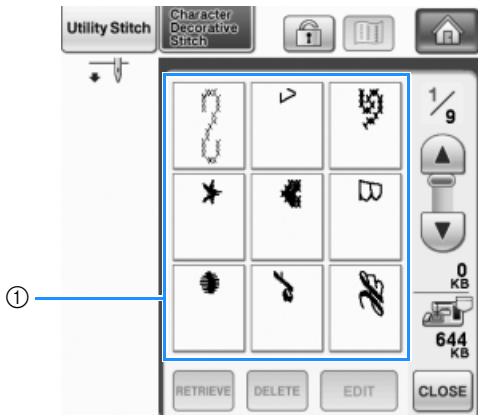 Utility Stitch
Character
Decorative
Stitch
1/9
0
KB
①
644
KB
RETRIEVE
DELETE
EDIT
CLOSE